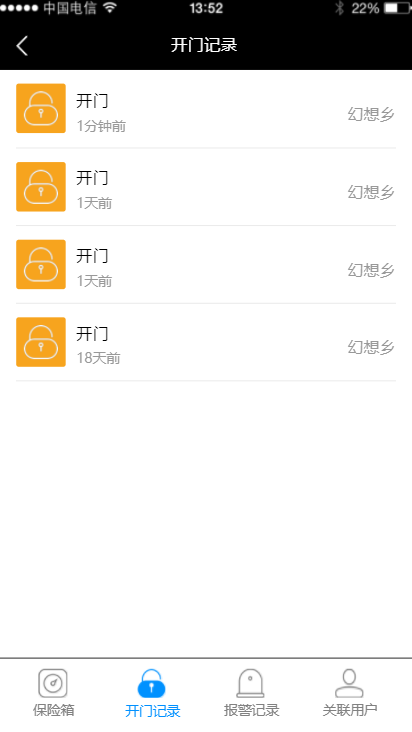 中国电信 13:52 22%
开门记录
开门
1分钟前
幻想乡
开门
1天前
幻想乡
开门
1天前
幻想乡
开门
18天前
幻想乡
保险箱 开门记录 报警记录 关联用户